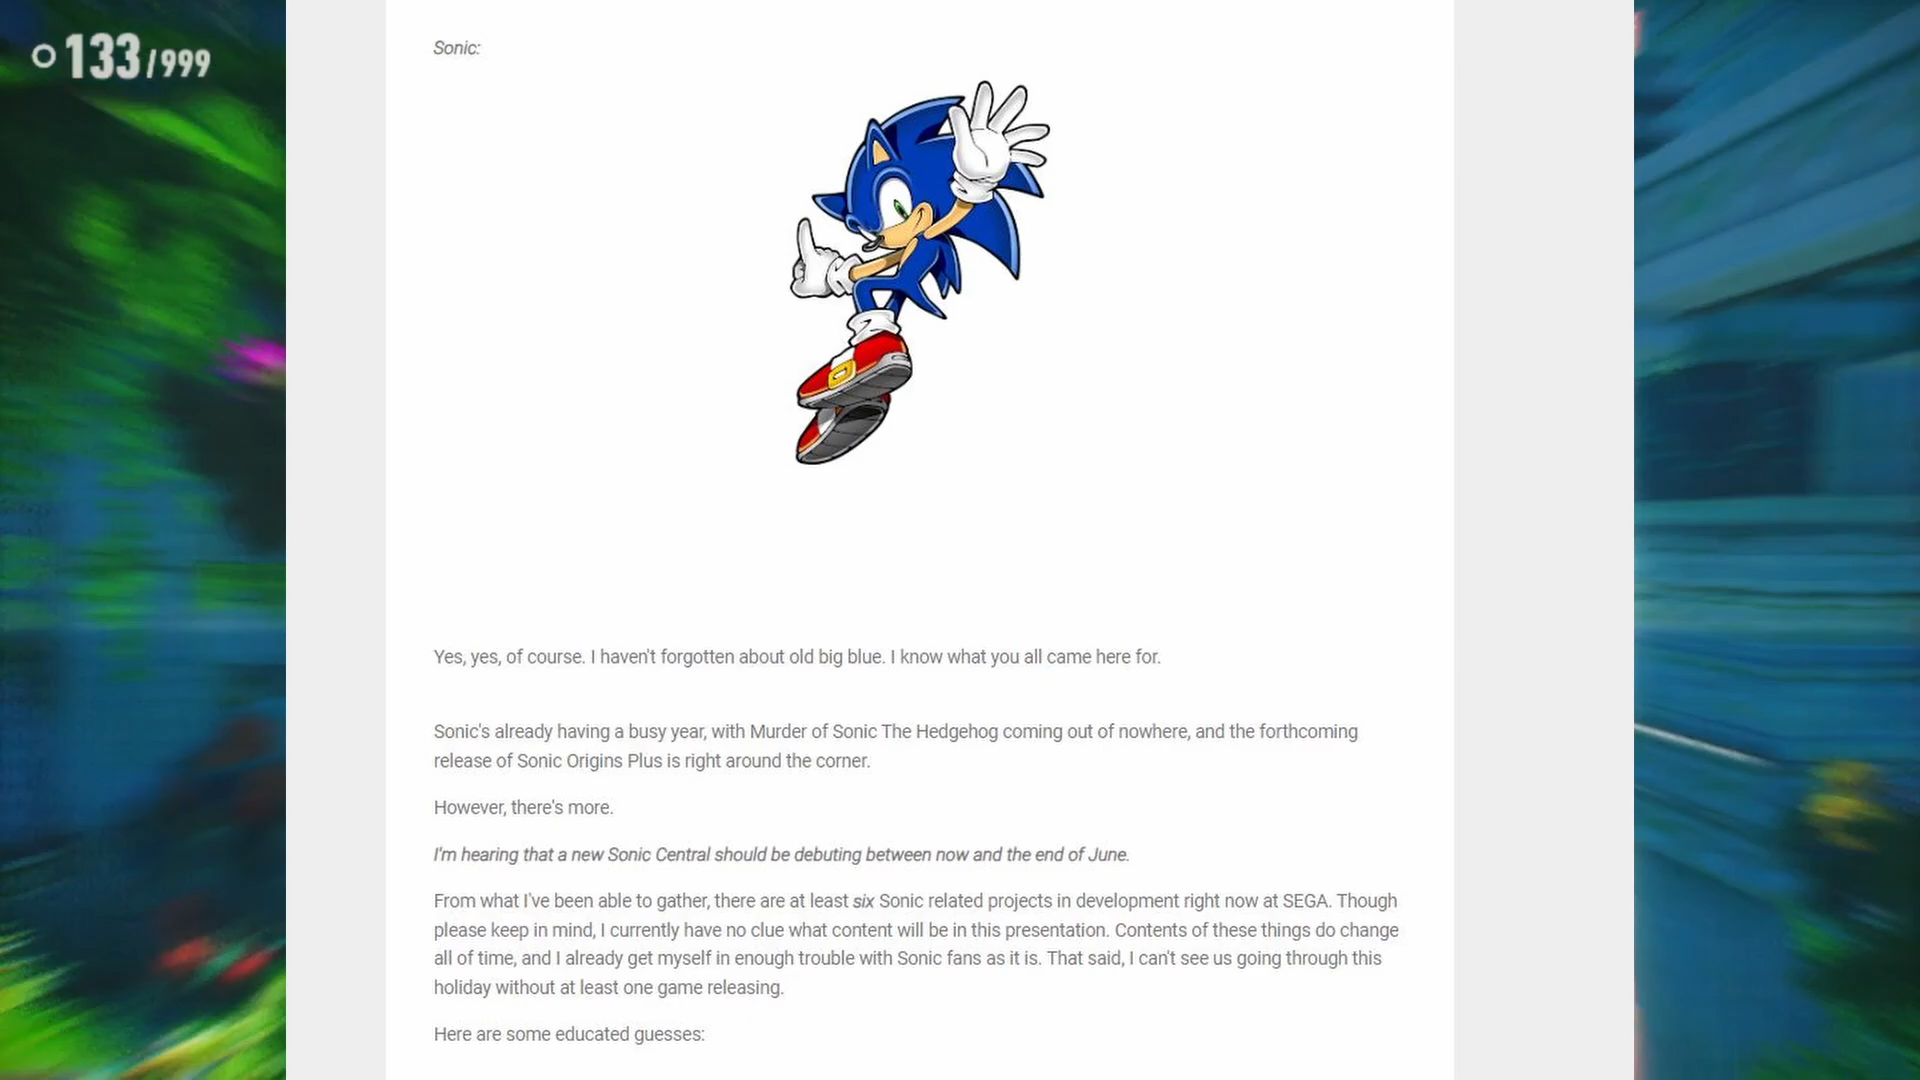 133/999
Sonic:
Yes, yes, of course. I haven't forgotten about old big blue. I know what you all came here for.
Sonic's already having a busy year, with Murder of Sonic The Hedgehog coming out of nowhere, and the forthcoming
release of Sonic Origins Plus is right around the corner.
However, there's more.
I'm hearing that a new Sonic Central should be debuting between now and the end of June.
From what I've been able to gather, there are at least six Sonic related projects in development right now at SEGA. Though
please keep in mind, I currently have no clue what content will be in this presentation. Contents of these things do change
all of time, and I already get myself in enough trouble with Sonic fans as it is. That said, I can't see us going through this
holiday without at least one game releasing.
Here are some educated guesses: